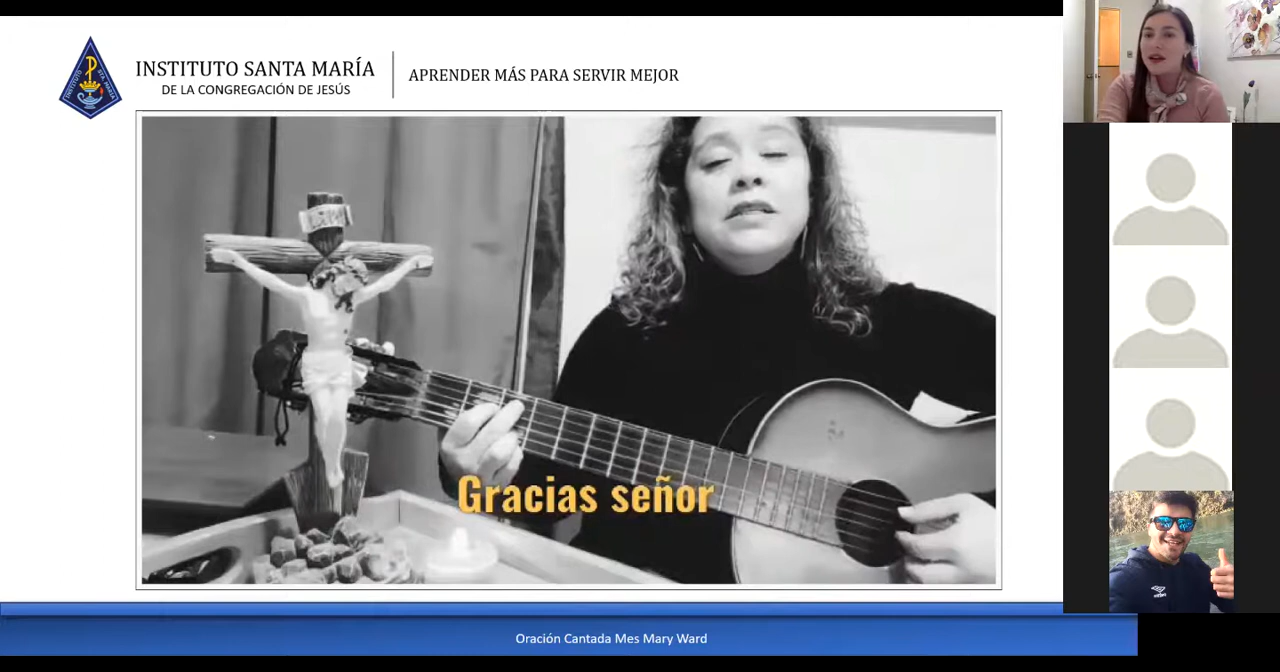 INSTITUTO SANTA MARÍA
DE LA CONGREGACIÓN DE JESÚS
APRENDER MÁS PARA SERVIR MEJOR
Gracias señor
Oración Cantada Mes Mary Ward